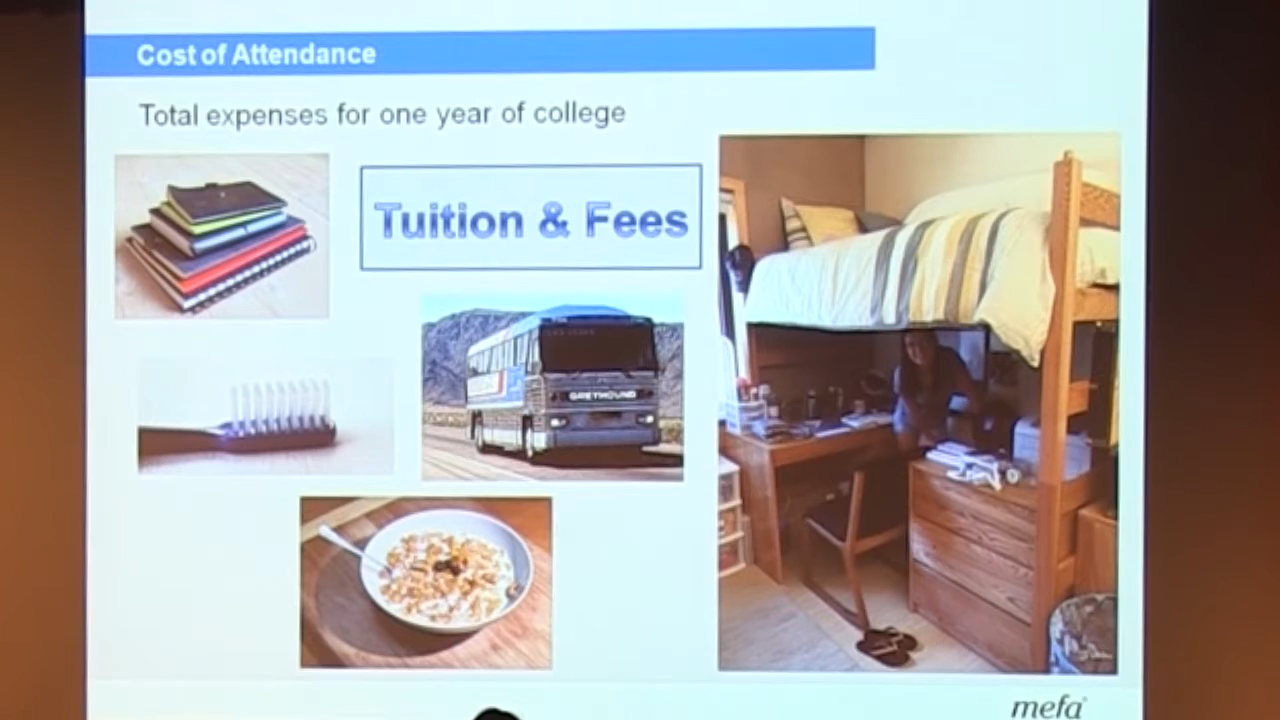 Cost of Attendance
Total expenses for one year of college
Tuition & Fees
GREYHOUND
mefa